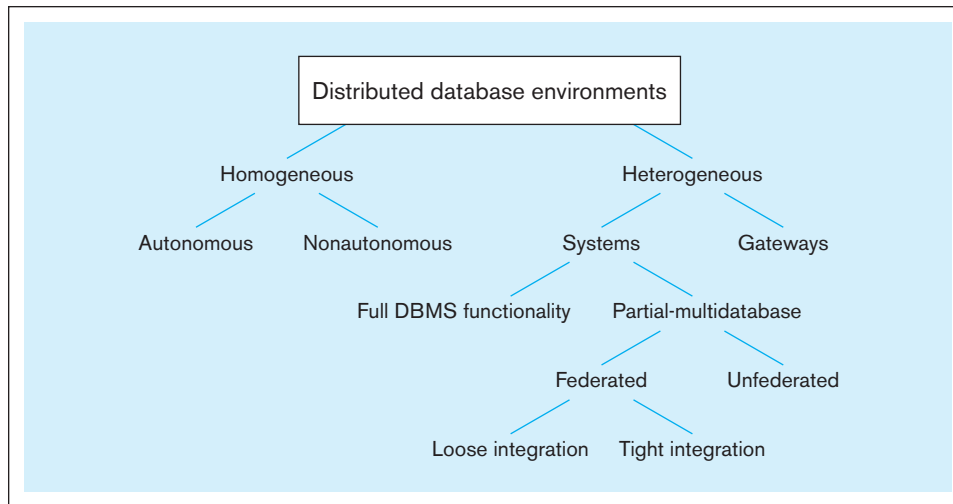 Distributed database environments
Homogeneous
Heterogeneous
Autonomous
Nonautonomous
Systems
Gateways
Full DBMS functionality
Partial-multidatabase
Federated
Unfederated
Loose integration
Tight integration